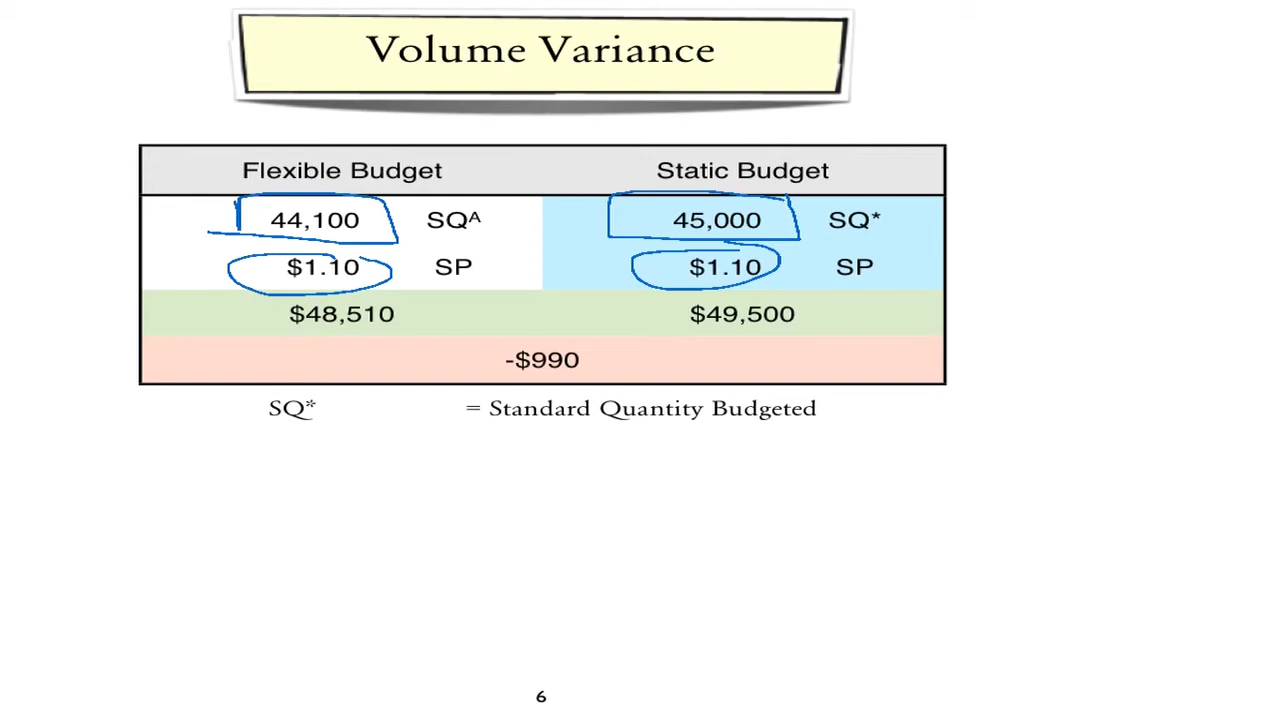 Volume Variance
Flexible Budget Static Budget
44,100 SQᴬ 45,000 SQ*
$1.10 SP $1.10 SP
$48,510 $49,500
-$990
SQ* = Standard Quantity Budgeted
6